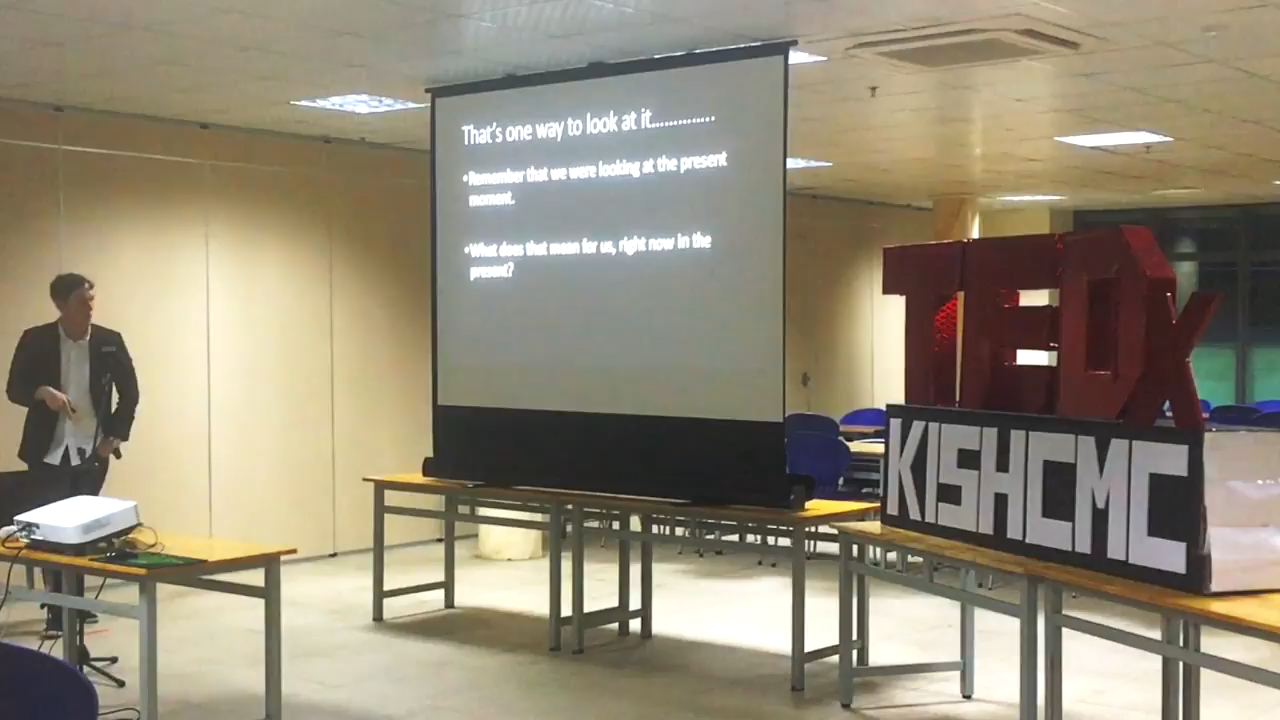 That's one way to look at it.............
•Remember that we were looking at the present
moment.
•What does that mean for us, right now in the
present?
TEDx
KISHCMC